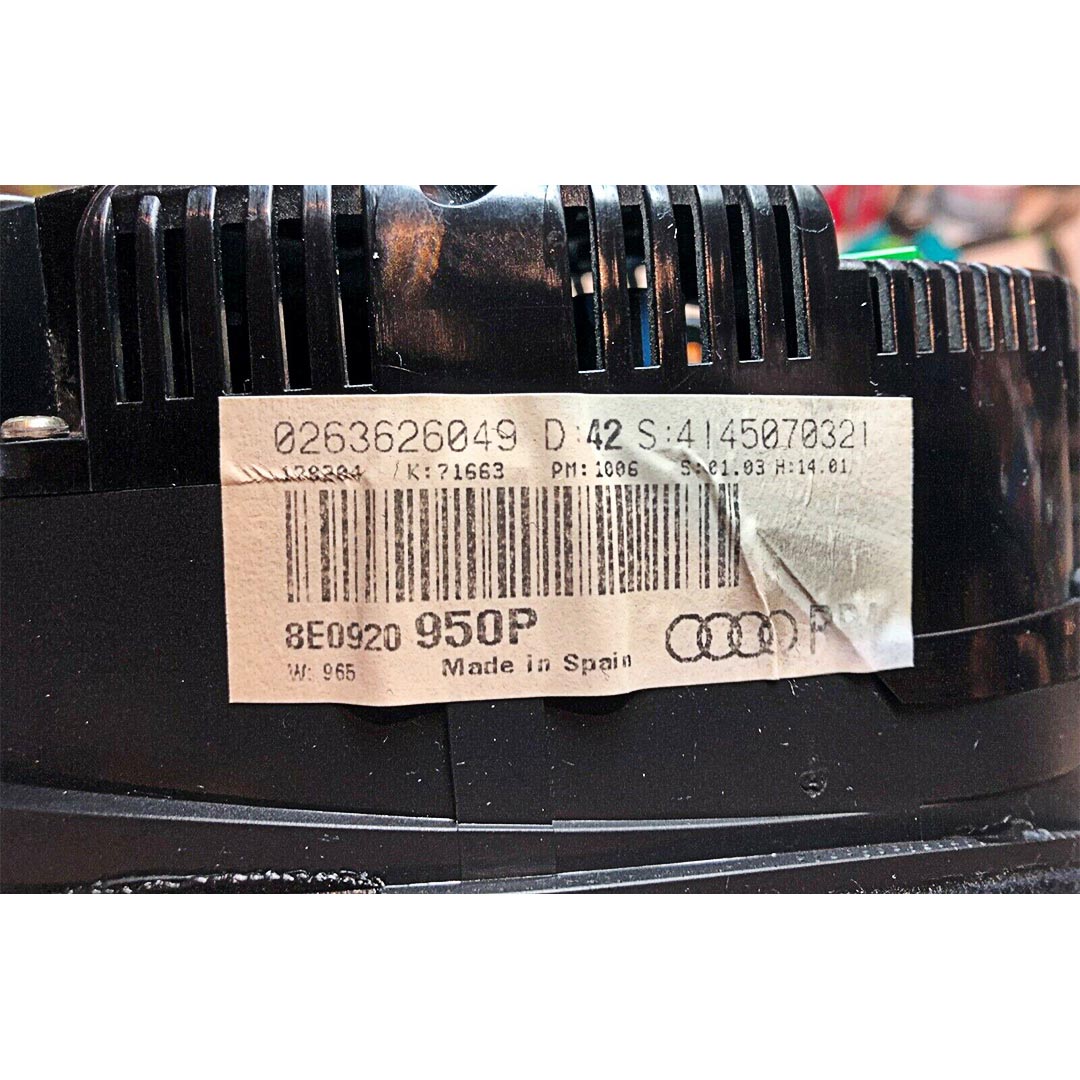 0263626049 D:42 S:4145070321
/K:71663 PM:1006 S:01.03 H:14.01/
8E0920 950P
W: 965 Made in Spain